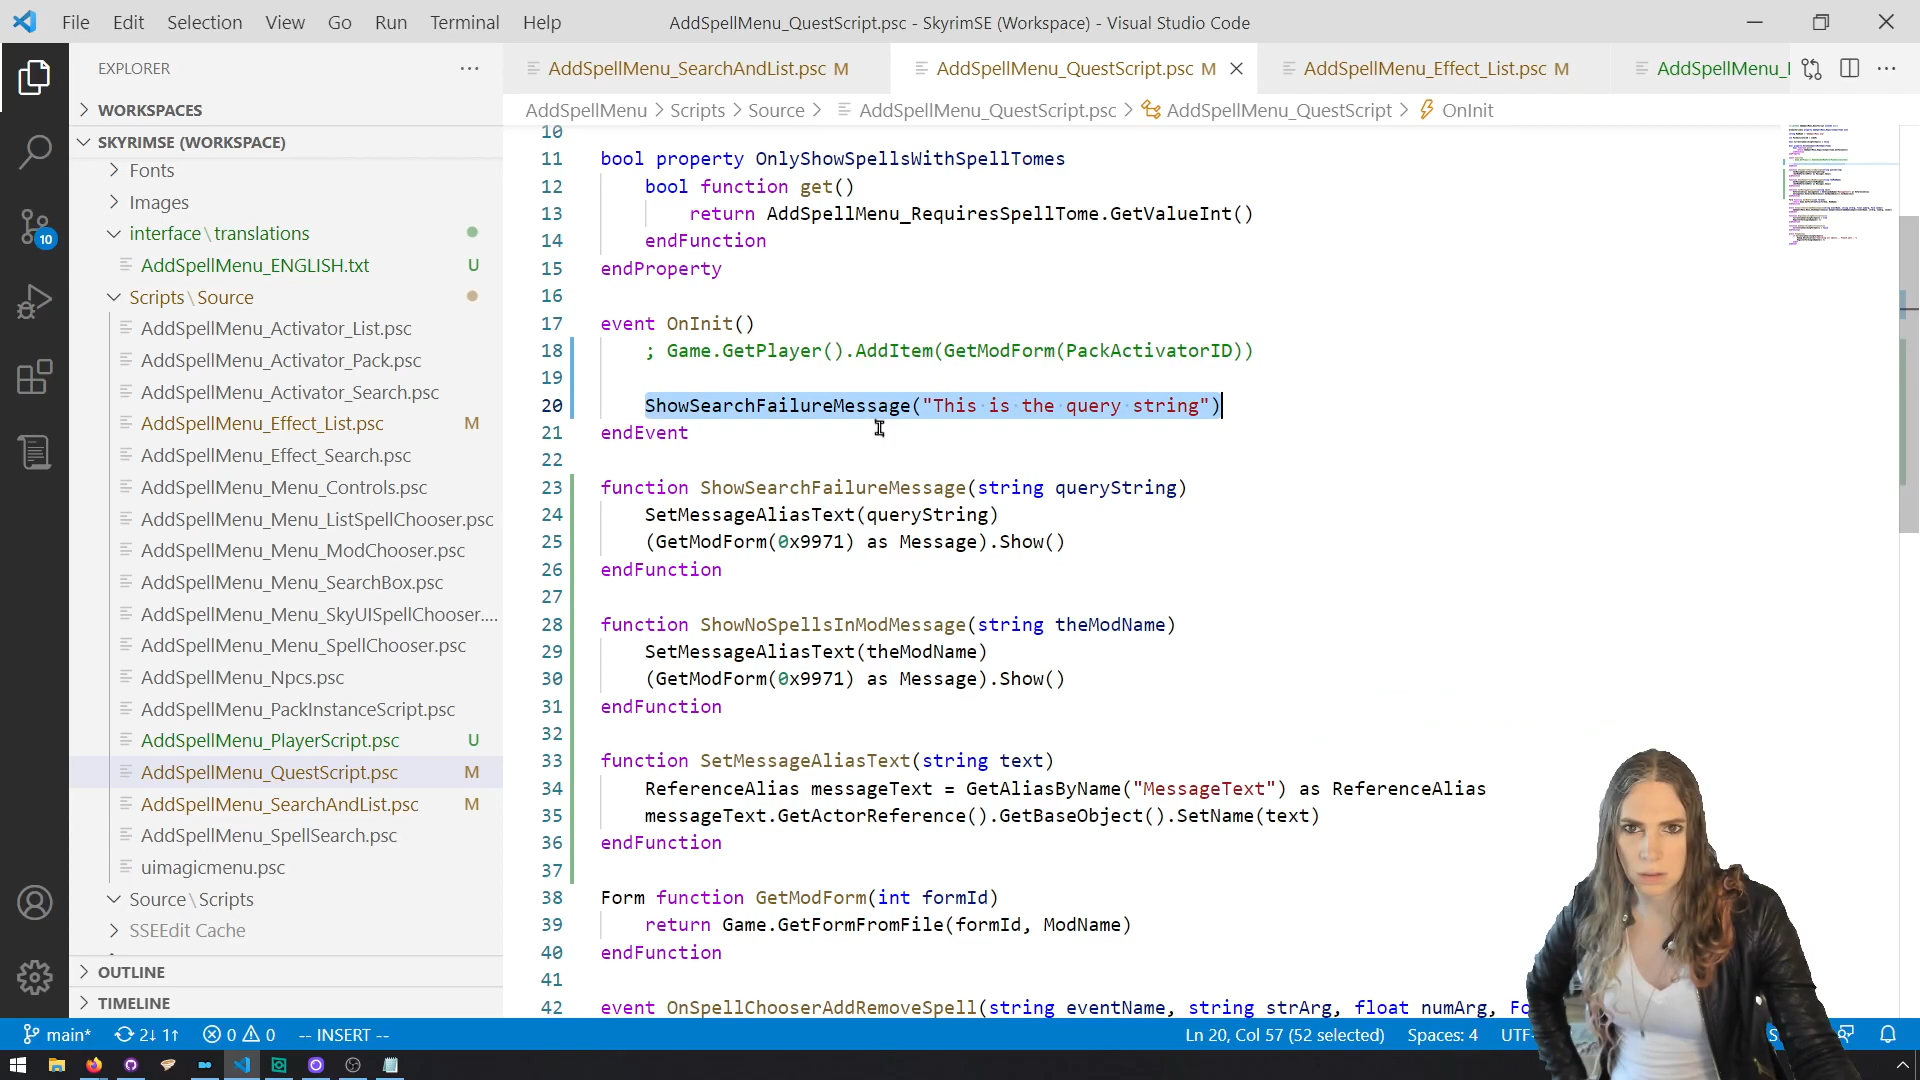 File Edit Selection View Go Run Terminal Help
AddSpellMenu_QuestScript.psc - SkyrimSE (Workspace) - Visual Studio Code
EXPLORER
WORKSPACES
SKYRIMSE (WORKSPACE)
Fonts
Images
interface\translations
AddSpellMenu_ENGLISH.txt U
Scripts\Source
AddSpellMenu_Activator_List.psc
AddSpellMenu_Activator_Pack.psc
AddSpellMenu_Activator_Search.psc
AddSpellMenu_Effect_List.psc M
AddSpellMenu_Effect_Search.psc
AddSpellMenu_Menu_Controls.psc
AddSpellMenu_Menu_ListSpellChooser.psc
AddSpellMenu_Menu_ModChooser.psc
AddSpellMenu_Menu_SearchBox.psc
AddSpellMenu_Menu_SkyUISpellChooser....
AddSpellMenu_Menu_SpellChooser.psc
AddSpellMenu_Npcs.psc
AddSpellMenu_PackInstanceScript.psc
AddSpellMenu_PlayerScript.psc U
AddSpellMenu_QuestScript.psc M
AddSpellMenu_SearchAndList.psc M
AddSpellMenu_SpellSearch.psc
uimagicmenu.psc
Source\Scripts
SSEEdit Cache
OUTLINE
TIMELINE
10
AddSpellMenu_SearchAndList.psc M AddSpellMenu_QuestScript.psc M AddSpellMenu_Effect_List.psc M AddSpellMenu_
AddSpellMenu > Scripts > Source > AddSpellMenu_QuestScript.psc > AddSpellMenu_QuestScript > OnInit
10
11 bool property OnlyShowSpellsWithSpellTomes
12 bool function get()
13 return AddSpellMenu_RequiresSpellTome.GetValueInt()
14 endFunction
15 endProperty
16
17 event OnInit()
18 ; Game.GetPlayer().AddItem(GetModForm(PackActivatorID))
19
20 ShowSearchFailureMessage("This is the query string")
21 endEvent
22
23 function ShowSearchFailureMessage(string queryString)
24 SetMessageAliasText(queryString)
25 (GetModForm(0x9971) as Message).Show()
26 endFunction
27
28 function ShowNoSpellsInModMessage(string theModName)
29 SetMessageAliasText(theModName)
30 (GetModForm(0x9971) as Message).Show()
31 endFunction
32
33 function SetMessageAliasText(string text)
34 ReferenceAlias messageText = GetAliasByName("MessageText") as ReferenceAlias
35 messageText.GetActorReference().GetBaseObject().SetName(text)
36 endFunction
37
38 Form function GetModForm(int formId)
39 return Game.GetFormFromFile(formId, ModName)
40 endFunction
41
42 event OnSpellChooserAddRemoveSpell(string eventName, string strArg, float numArg, Fo
main* 2↓ 1↑ 0 0 -- INSERT -- Ln 20, Col 57 (52 selected) Spaces: 4 UTF-